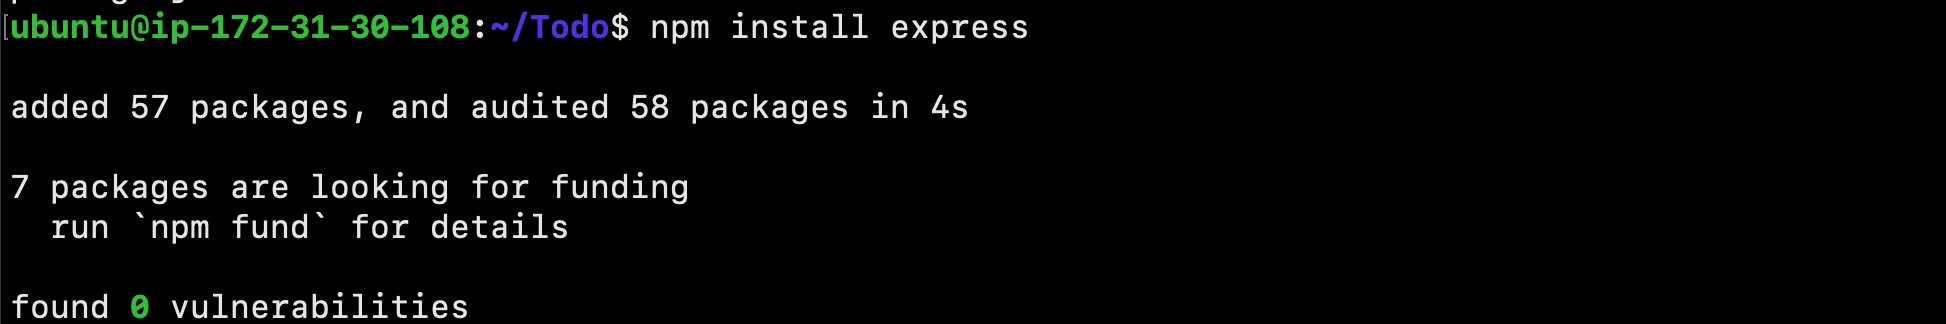 [ubuntu@ip-172-31-30-108:~/Todo$ npm install express
added 57 packages, and audited 58 packages in 4s
7 packages are looking for funding
run `npm fund` for details
found 0 vulnerabilities